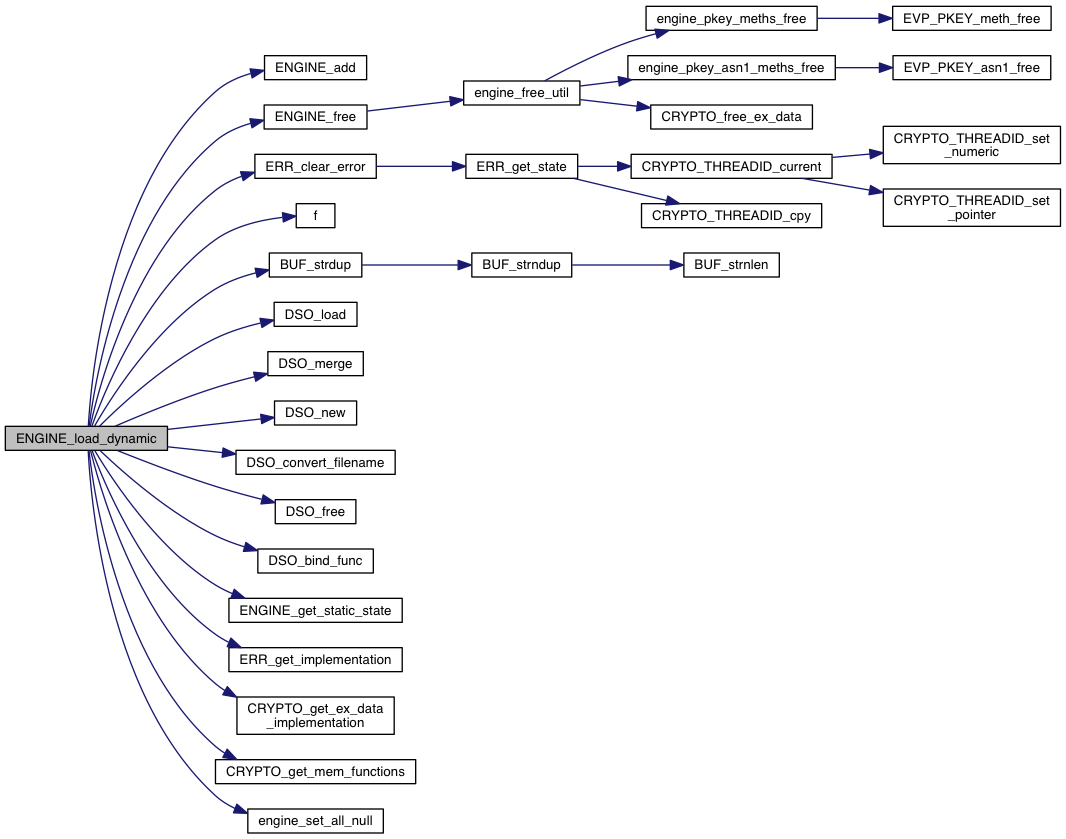 engine_pkey_meths_free
EVP_PKEY_meth_free
ENGINE_add
engine_pkey_asn1_meths_free
EVP_PKEY_asn1_free
engine_free_util
ENGINE_free
CRYPTO_free_ex_data
ERR_clear_error
ERR_get_state
CRYPTO_THREADID_current
CRYPTO_THREADID_set
_numeric
CRYPTO_THREADID_set
_pointer
f
CRYPTO_THREADID_cpy
BUF_strdup
BUF_strndup
BUF_strnlen
DSO_load
DSO_merge
DSO_new
ENGINE_load_dynamic
DSO_convert_filename
DSO_free
DSO_bind_func
ENGINE_get_static_state
ERR_get_implementation
CRYPTO_get_ex_data
_implementation
CRYPTO_get_mem_functions
engine_set_all_null